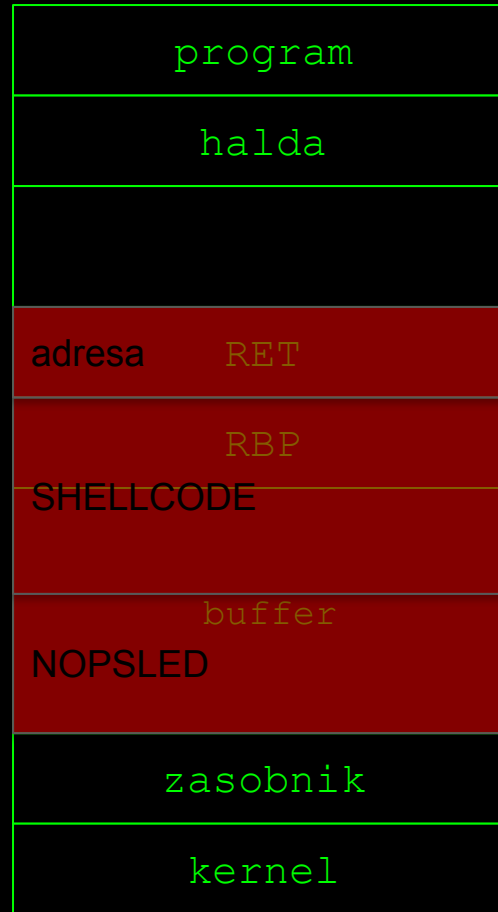 program
halda
adresa RET
RBP
SHELLCODE
buffer
NOPSLED
zasobnik
kernel